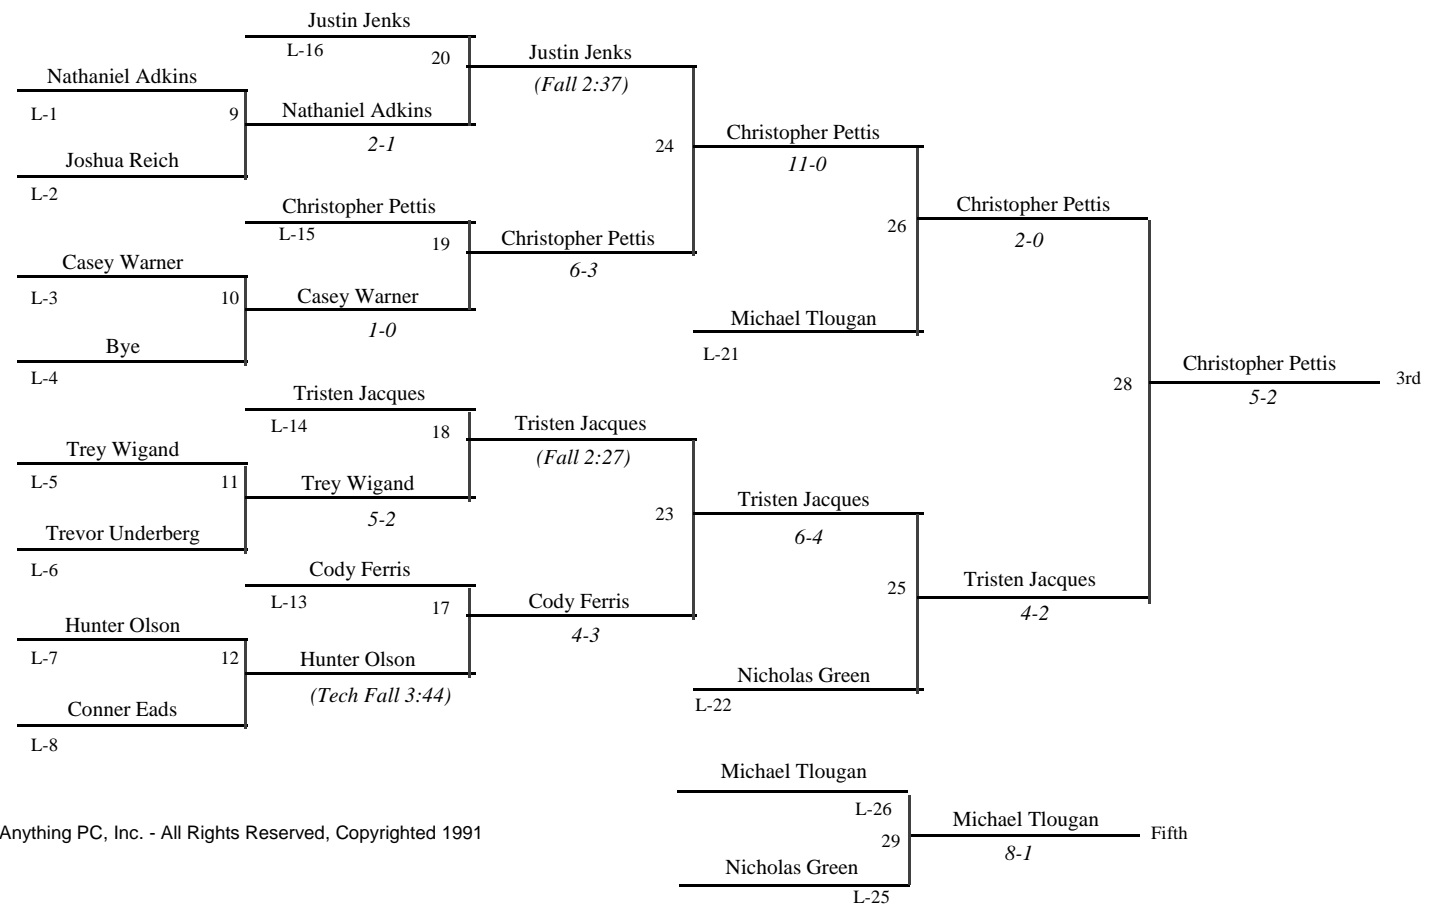 Justin Jenks
L-16
20
Justin Jenks
(Fall 2:37)
Nathaniel Adkins
L-1
9
Nathaniel Adkins
2-1
Joshua Reich
L-2
24
Christopher Pettis
11-0
Christopher Pettis
L-15
19
Christopher Pettis
6-3
Casey Warner
L-3
10
Casey Warner
1-0
Bye
L-4
26
Christopher Pettis
2-0
Michael Tlougan
L-21
Tristen Jacques
L-14
18
Tristen Jacques
(Fall 2:27)
Trey Wigand
L-5
11
Trey Wigand
5-2
Trevor Underberg
L-6
23
Tristen Jacques
6-4
28
Christopher Pettis
5-2
3rd
Cody Ferris
L-13
17
Cody Ferris
4-3
Hunter Olson
L-7
12
Hunter Olson
(Tech Fall 3:44)
Conner Eads
L-8
25
Tristen Jacques
4-2
Nicholas Green
L-22
Michael Tlougan
L-26
29
Michael Tlougan
8-1
Fifth
Nicholas Green
L-25
Anything PC, Inc. - All Rights Reserved, Copyrighted 1991